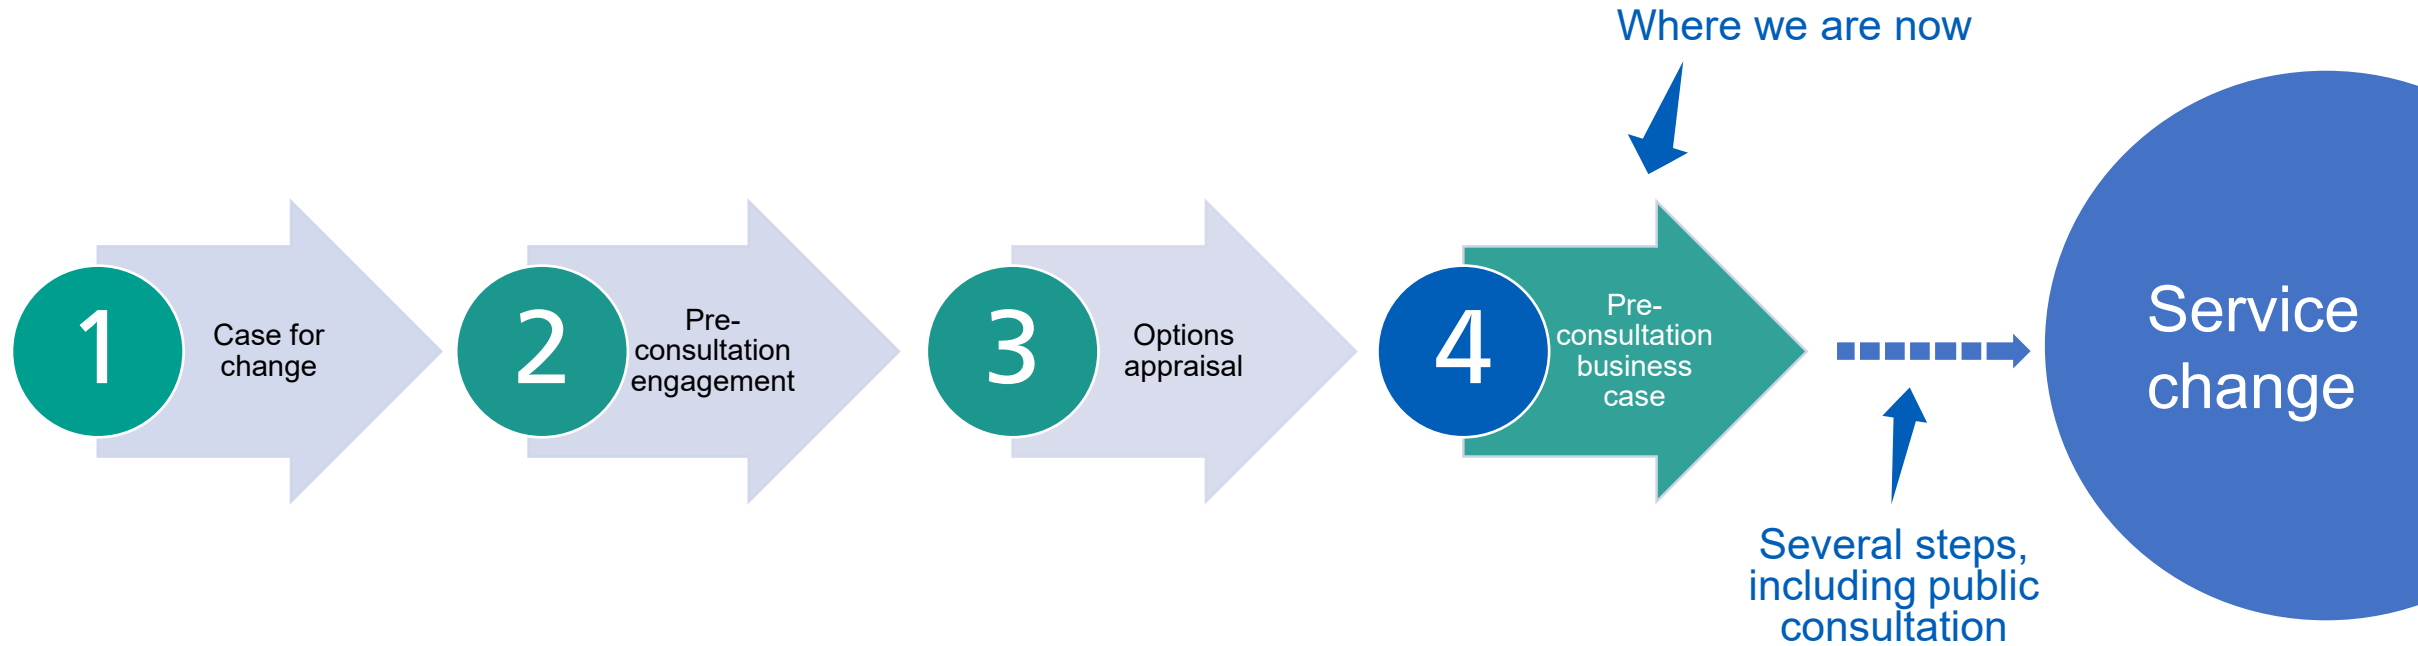 Where we are now
1
Case for
change
2
Pre-
consultation
engagement
3
Options
appraisal
4
Pre-
consultation
business
case
Several steps,
including public
consultation
Service
change